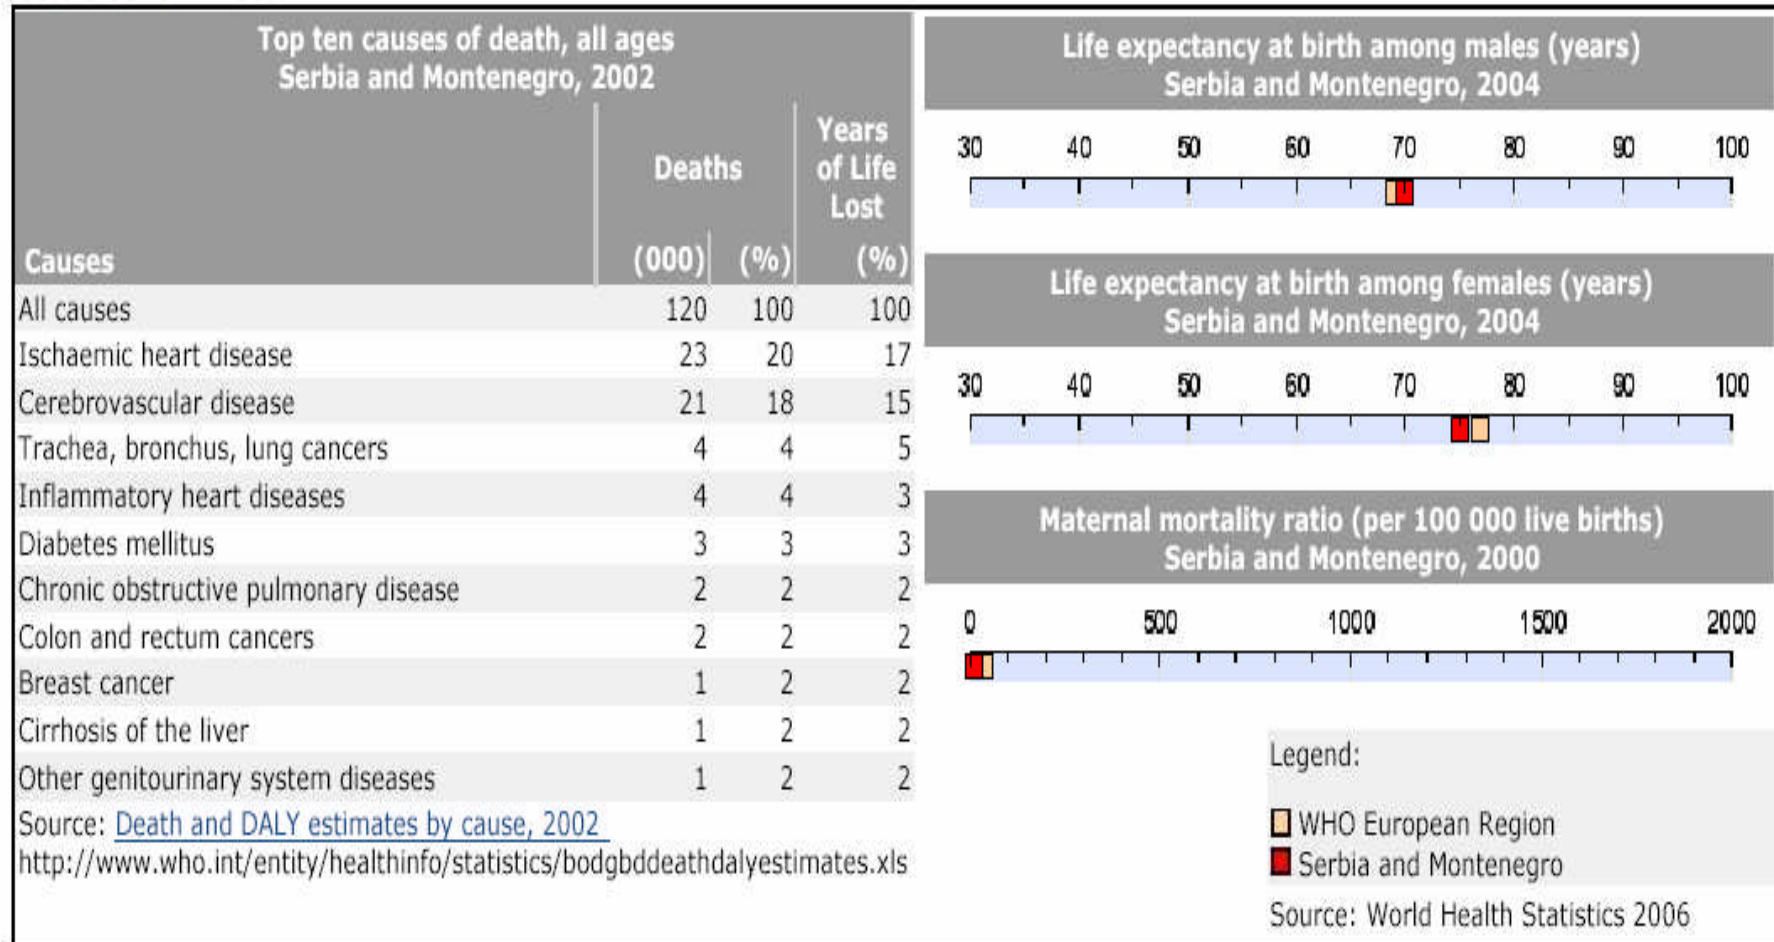 Top ten causes of death, all ages
Serbia and Montenegro, 2002
Causes
Deaths
Years
of Life
Lost
(000) (%) (%)
All causes 120 100 100
Ischaemic heart disease 23 20 17
Cerebrovascular disease 21 18 15
Trachea, bronchus, lung cancers 4 4 5
Inflammatory heart diseases 4 4 3
Diabetes mellitus 3 3 3
Chronic obstructive pulmonary disease 2 2 2
Colon and rectum cancers 2 2 2
Breast cancer 1 2 2
Cirrhosis of the liver 1 2 2
Other genitourinary system diseases 1 2 2
Source: Death and DALY estimates by cause, 2002
http://www.who.int/entity/healthinfo/statistics/bodgbddeathdalyestimates.xls
Life expectancy at birth among males (years)
Serbia and Montenegro, 2004
30 40 50 60 70 80 90 100
Life expectancy at birth among females (years)
Serbia and Montenegro, 2004
30 40 50 60 70 80 90 100
Maternal mortality ratio (per 100 000 live births)
Serbia and Montenegro, 2000
0 500 1000 1500 2000
Legend:
WHO European Region
Serbia and Montenegro
Source: World Health Statistics 2006